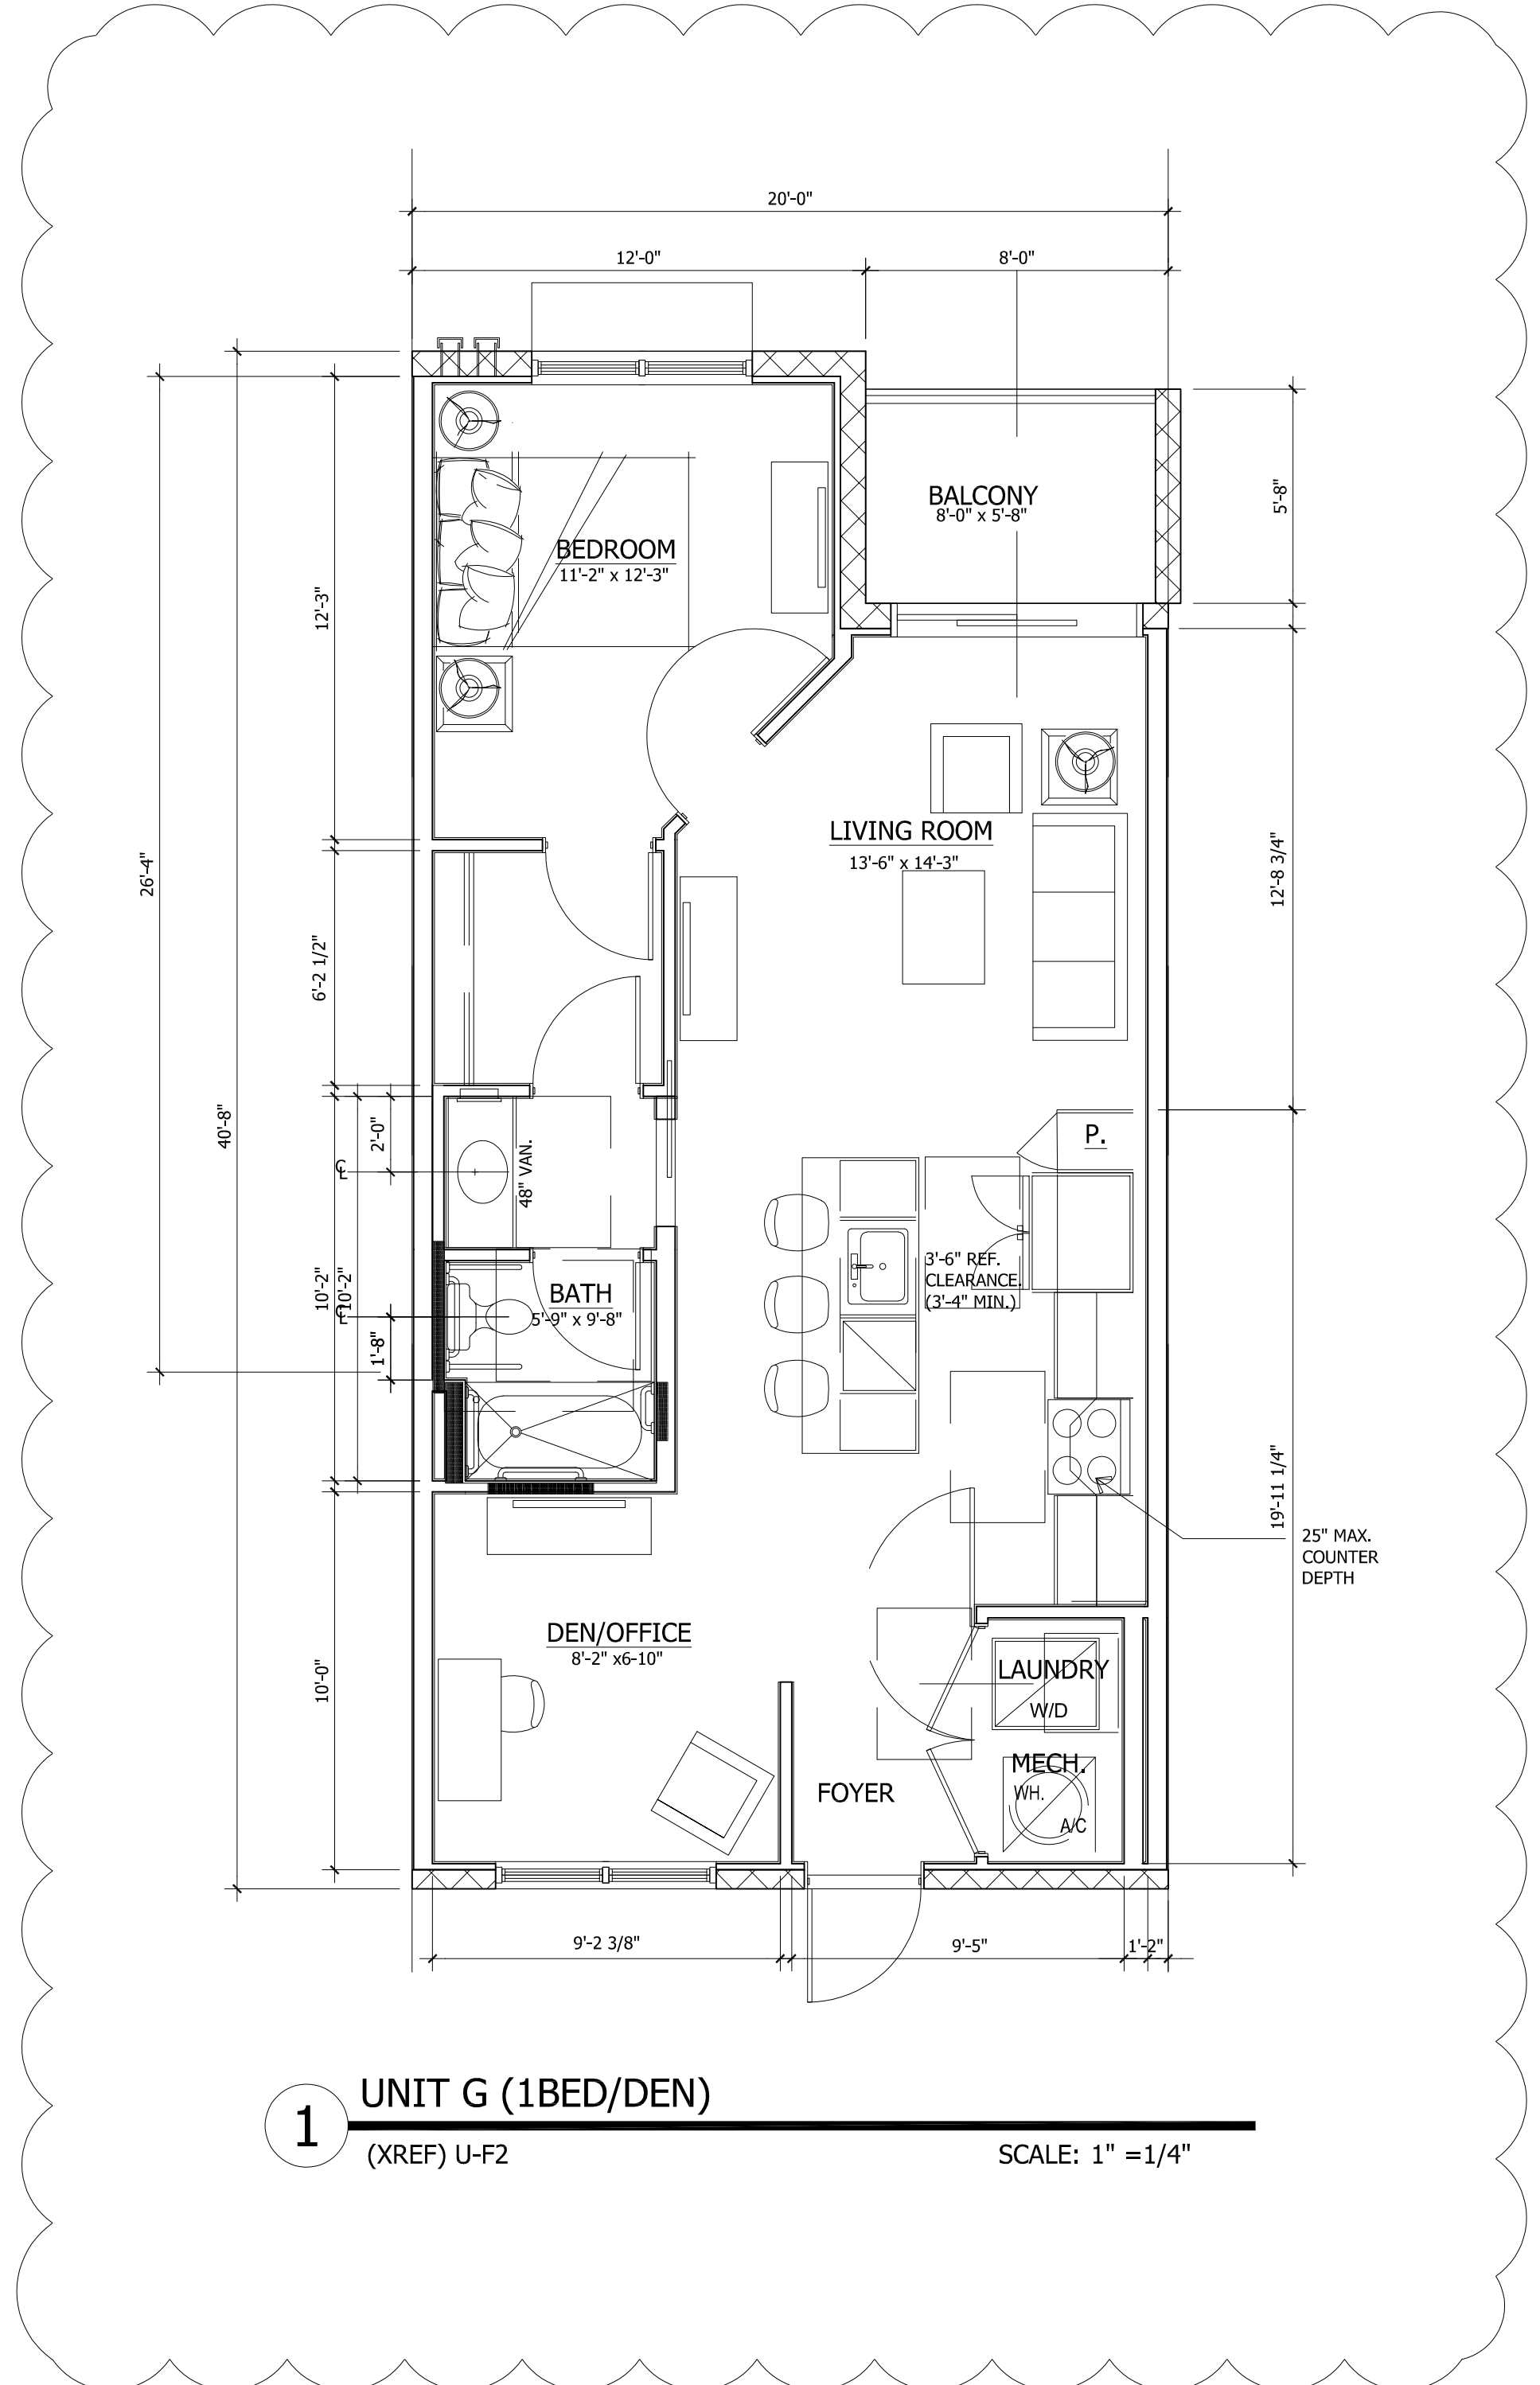 20'-0"
12'-0"
8'-0"
BALCONY
8'-0" x 5'-8"
5'-8"
BEDROOM
11'-2" x 12'-3"
12'-3"
LIVING ROOM
13'-6" x 14'-3"
12'-8 3/4"
26'-4"
6'-2 1/2"
40'-8"
2'-0"
48" VAN.
P.
CL
3'-6" REF.
CLEARANCE.
(3'-4" MIN.)
BATH
5'-9" x 9'-8"
10'-2"
10'-2"
CL
1'-8"
19'-11 1/4"
25" MAX.
COUNTER
DEPTH
DEN/OFFICE
8'-2" x6-10"
10'-0"
LAUNDRY
W/D
MECH.
WH.
A/C
FOYER
9'-2 3/8"
9'-5"
1'-2"
1
UNIT G (1BED/DEN)
(XREF) U-F2
SCALE: 1" =1/4"